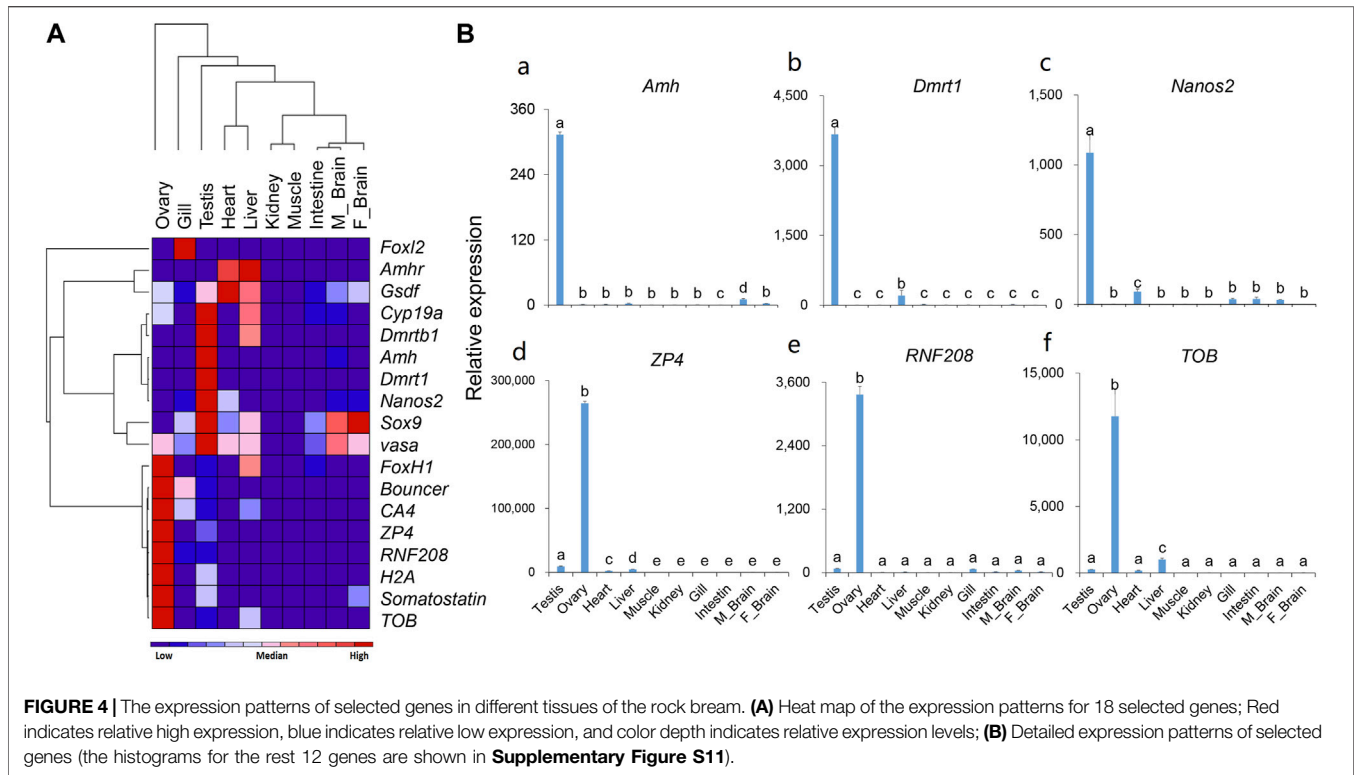 A
Ovary
Gill
Testis
Heart
Liver
Kidney
Muscle
Intestine
M_Brain
F_Brain
Foxl2
Amhr
Gsdf
Cyp19a
Dmrtb1
Amh
Dmrt1
Nanos2
Sox9
vasa
FoxH1
Bouncer
CA4
ZP4
RNF208
H2A
Somatostatin
TOB
Low
Median
High
B
Relative expression
a
Amh
360
240
120
0
a b b b b b b c d b
b
Dmrt1
4,500
3,000
1,500
0
a c c b c c c c c c
c
Nanos2
1,500
1,000
500
0
a b c b b b b b b b
d
ZP4
300,000
200,000
100,000
0
a b c d e e e e e e
Testis
Ovary
Heart
Liver
Muscle
Kidney
Gill
Intestin
M_Brain
F_Brain
e
RNF208
3,600
2,400
1,200
0
a b a a a a a a a a
Testis
Ovary
Heart
Liver
Muscle
Kidney
Gill
Intestin
M_Brain
F_Brain
f
TOB
15,000
10,000
5,000
0
a b a c a a a a a a
Testis
Ovary
Heart
Liver
Muscle
Kidney
Gill
Intestin
M_Brain
F_Brain
FIGURE 4 | The expression patterns of selected genes in different tissues of the rock bream. (A) Heat map of the expression patterns for 18 selected genes; Red
indicates relative high expression, blue indicates relative low expression, and color depth indicates relative expression levels; (B) Detailed expression patterns of selected
genes (the histograms for the rest 12 genes are shown in Supplementary Figure S11).